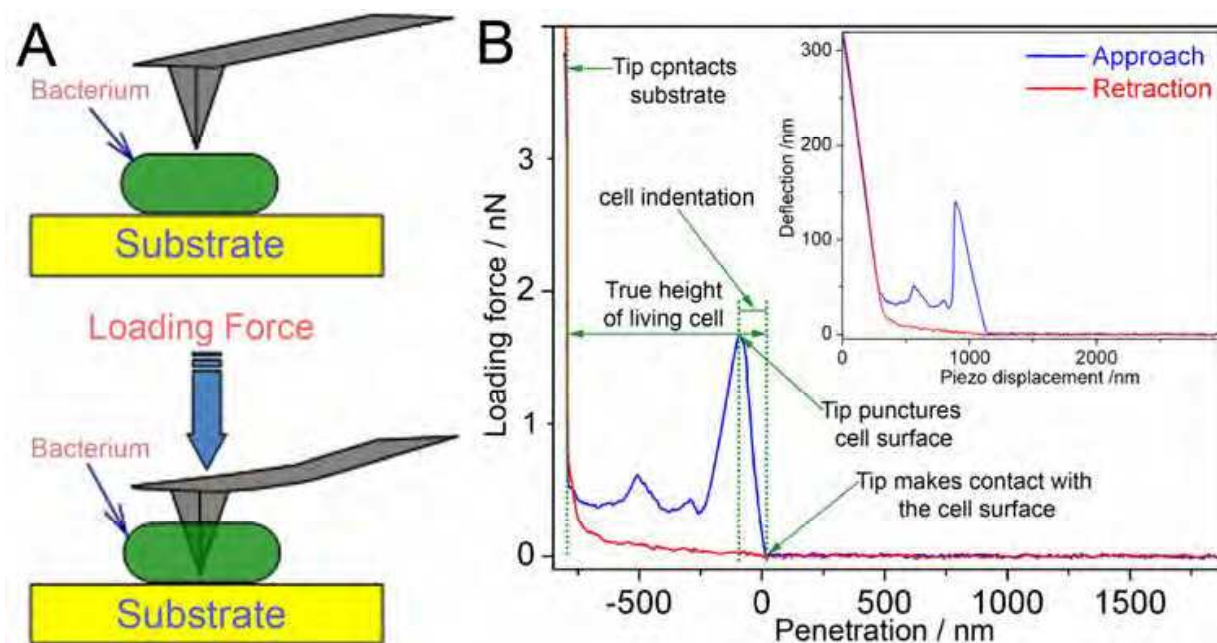 A
Bacterium
Substrate
Loading Force
Bacterium
Substrate
B
Tip cpntacts
substrate
cell indentation
True height
of living cell
Tip punctures
cell surface
Tip makes contact with
the cell surface
Loading force / nN
3
2
1
0
-500
0
500
1000
1500
Penetration / nm
Approach
Retraction
Deflection /nm
300
200
100
0
0
1000
2000
Piezo displacement /nm